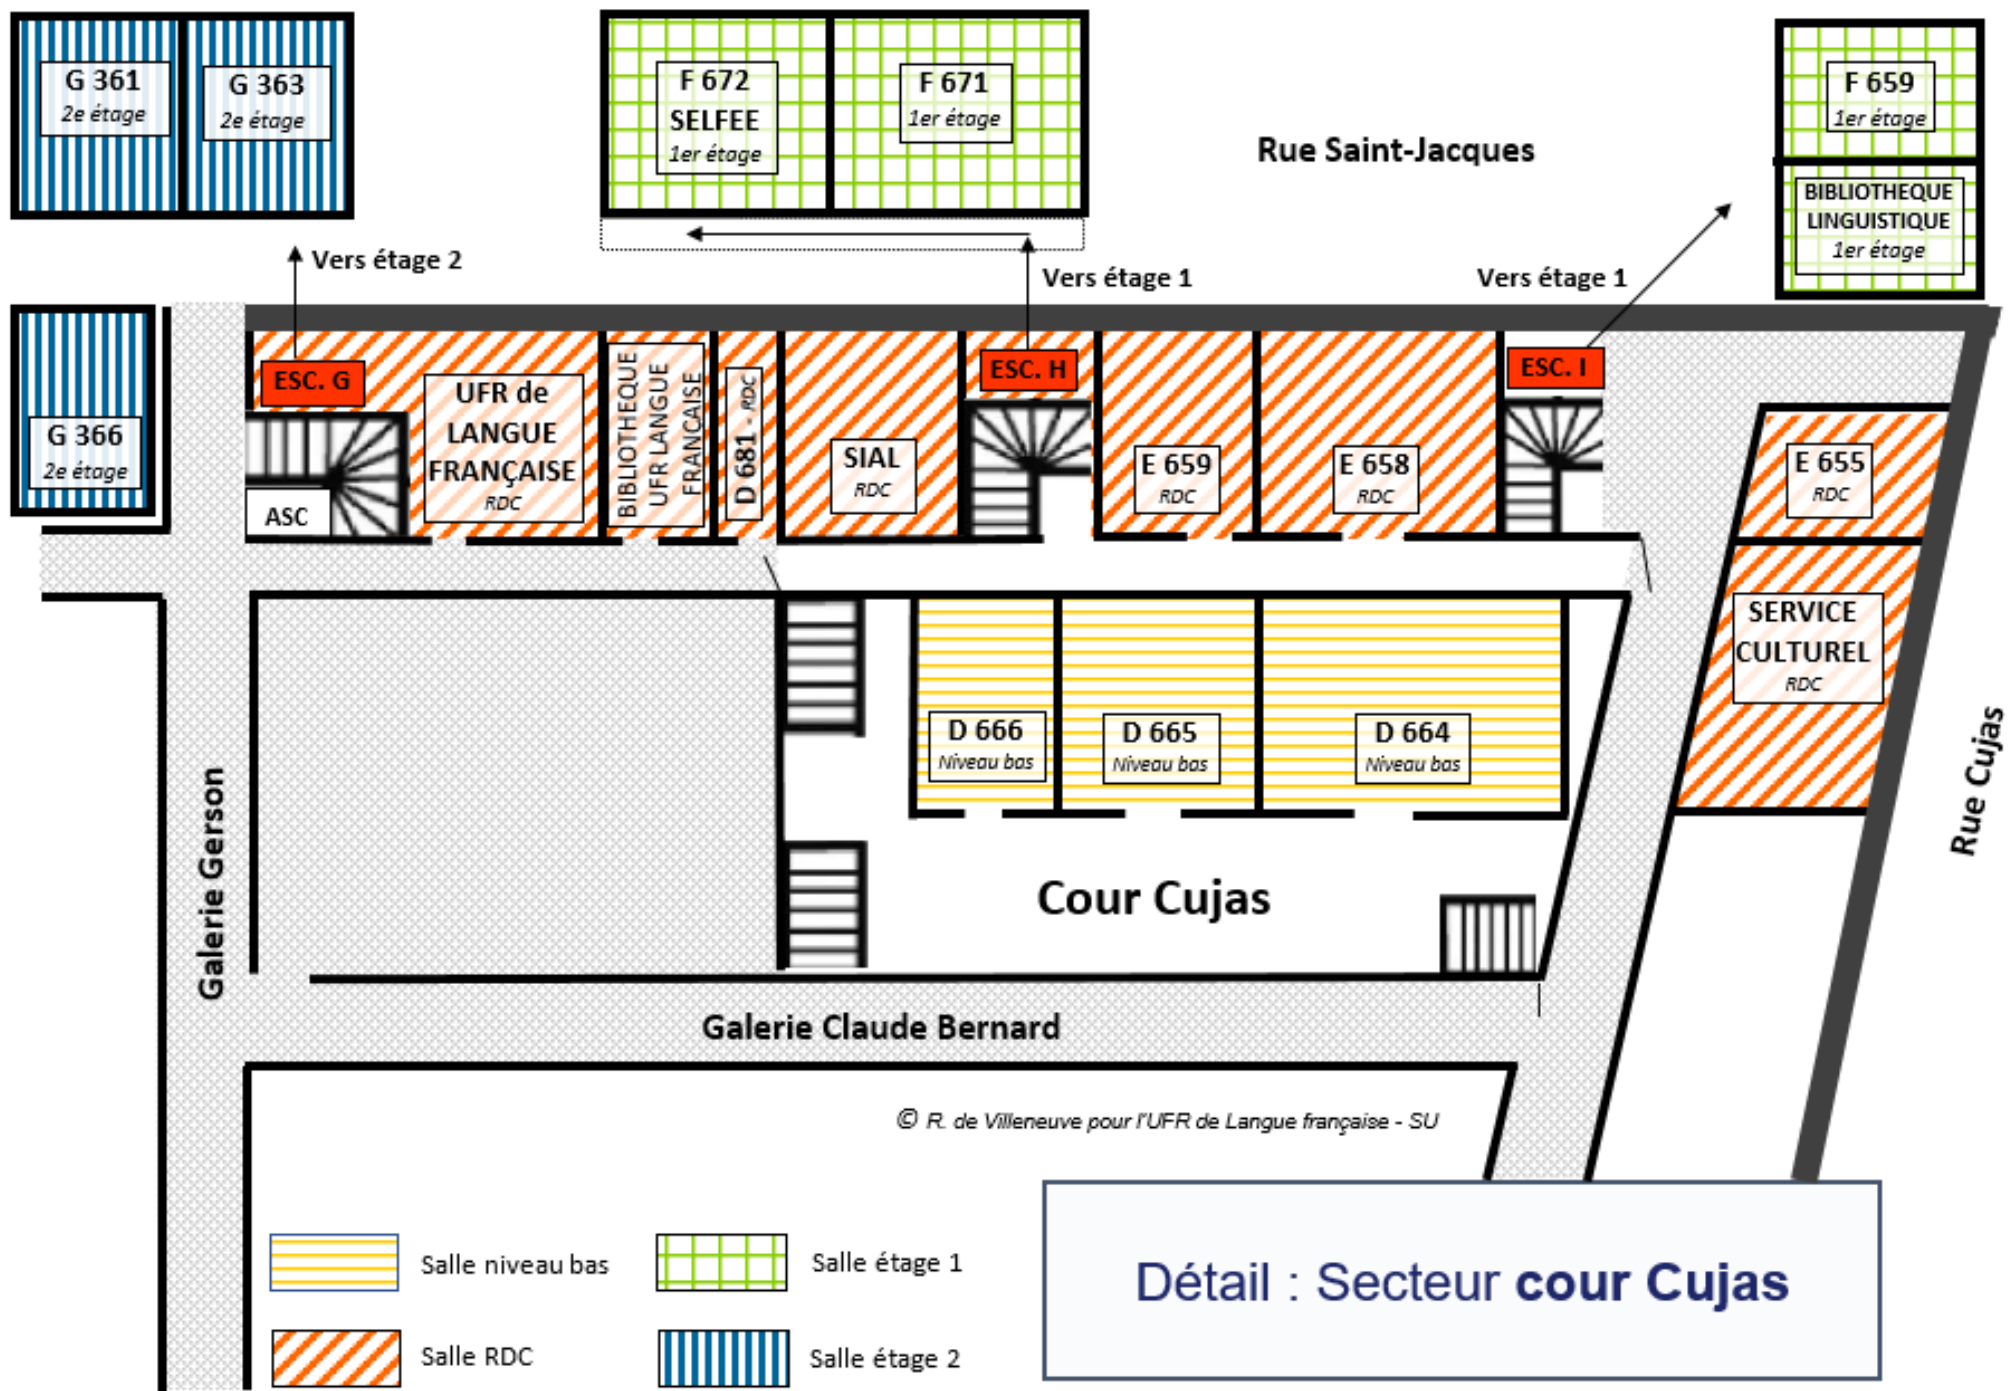 G 361
2e étage
G 363
2e étage
F 672
SELFEE
1er étage
F 671
1er étage
Rue Saint-Jacques
F 659
1er étage
BIBLIOTHEQUE
LINGUISTIQUE
1er étage
Vers étage 2
Vers étage 1
Vers étage 1
G 366
2e étage
ESC. G
ASC
UFR de
LANGUE
FRANÇAISE
RDC
BIBLIOTHEQUE
UFR LANGUE
FRANCAISE
D 681 - RDC
SIAL
RDC
ESC. H
E 659
RDC
E 658
RDC
ESC. I
E 655
RDC
SERVICE
CULTUREL
RDC
D 666
Niveau bas
D 665
Niveau bas
D 664
Niveau bas
Rue Cujas
Galerie Gerson
Cour Cujas
Galerie Claude Bernard
© R. de Villeneuve pour l'UFR de Langue française - SU
Salle niveau bas
Salle étage 1
Salle RDC
Salle étage 2
Détail : Secteur cour Cujas